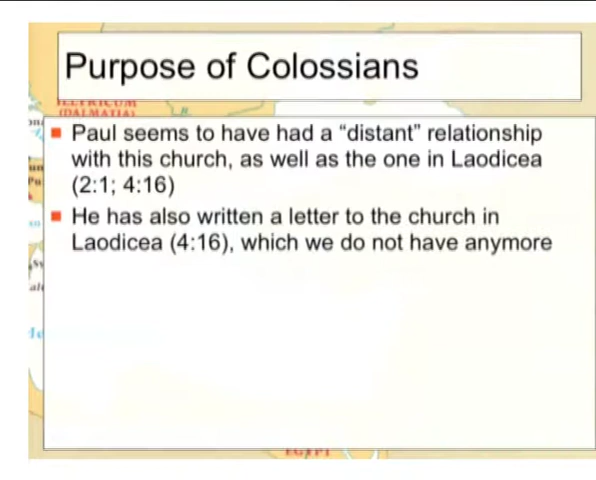 Purpose of Colossians
ILLYRICUM
(DALMATIA)
Paul seems to have had a “distant” relationship
with this church, as well as the one in Laodicea
(2:1; 4:16)
He has also written a letter to the church in
Laodicea (4:16), which we do not have anymore
EGYPT